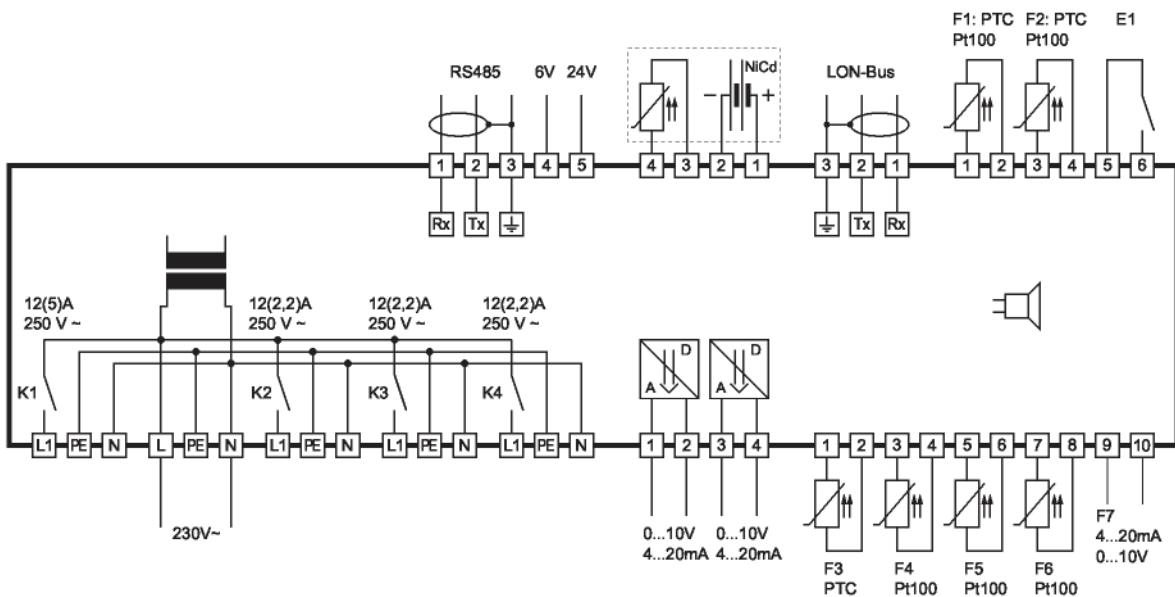 F1: PTC F2: PTC E1
Pt100 Pt100
RS485 6V 24V NiCd LON-Bus
− +
1 2 3 4 5 4 3 2 1 3 2 1 1 2 3 4 5 6
Rx Tx Tx Rx
12(5)A 12(2,2)A 12(2,2)A 12(2,2)A
250 V ~ 250 V ~ 250 V ~ 250 V ~
D D
A A
K1 K2 K3 K4
L1 PE N L PE N L1 PE N L1 PE N L1 PE N 1 2 3 4 1 2 3 4 5 6 7 8 9 10
230V~
0...10V 0...10V
4...20mA 4...20mA
F7
4...20mA
0...10V
F3 F4 F5 F6
PTC Pt100 Pt100 Pt100